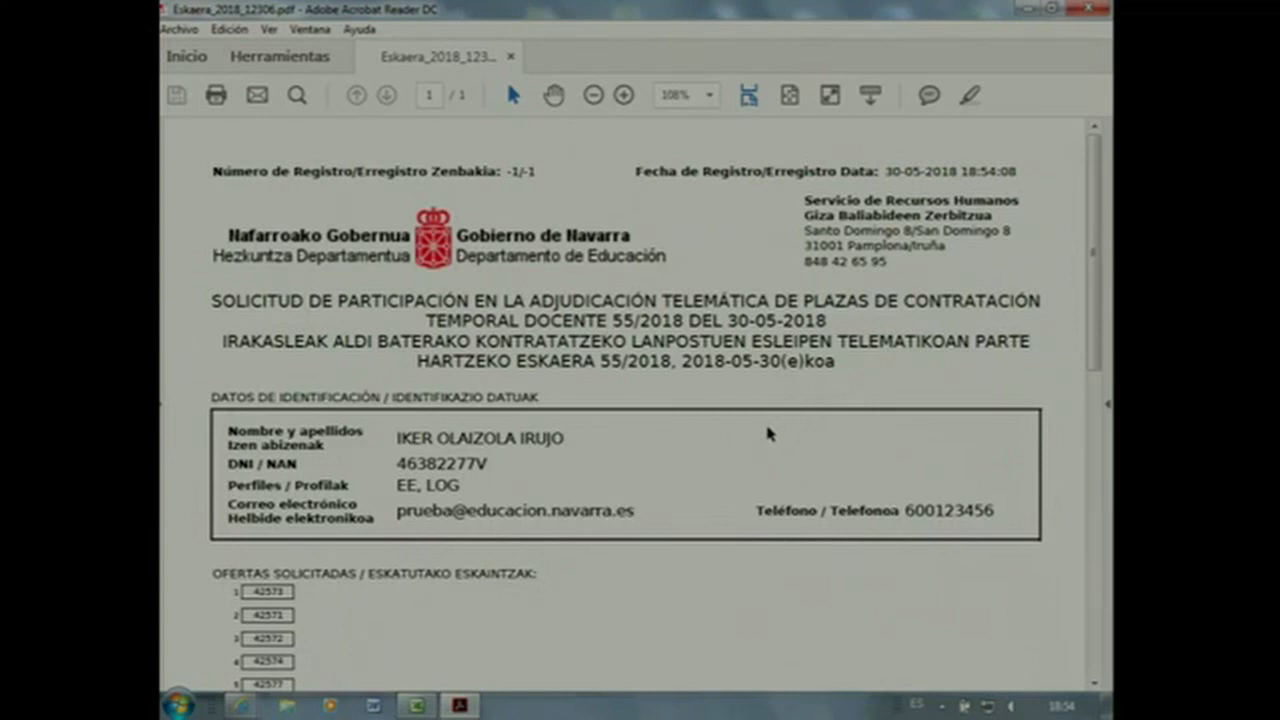 Eskaera_2018_12306.pdf - Adobe Acrobat Reader DC
Archivo Edición Ver Ventana Ayuda
Inicio Herramientas Eskaera_2018_123... ×
1 / 1 108%
Número de Registro/Erregistro Zenbakia: -1/-1 Fecha de Registro/Erregistro Data: 30-05-2018 18:54:08
Servicio de Recursos Humanos
Giza Baliabideen Zerbitzua
Santo Domingo 8/San Domingo 8
31001 Pamplona/Iruña
848 42 65 95
Nafarroako Gobernua Gobierno de Navarra
Hezkuntza Departamentua Departamento de Educación
SOLICITUD DE PARTICIPACIÓN EN LA ADJUDICACIÓN TELEMÁTICA DE PLAZAS DE CONTRATACIÓN
TEMPORAL DOCENTE 55/2018 DEL 30-05-2018
IRAKASLEAK ALDI BATERAKO KONTRATATZEKO LANPOSTUEN ESLEIPEN TELEMATIKOAN PARTE
HARTZEKO ESKAERA 55/2018, 2018-05-30(e)koa
DATOS DE IDENTIFICACIÓN / IDENTIFIKAZIO DATUAK
Nombre y apellidos
Izen abizenak IKER OLAIZOLA IRUJO
DNI / NAN 46382277V
Perfiles / Profilak EE, LOG
Correo electrónico
Helbide elektronikoa prueba@educacion.navarra.es Teléfono / Telefonoa 600123456
OFERTAS SOLICITADAS / ESKATUTAKO ESKAINTZAK:
1 42573
2 42571
3 42572
4 42574
5 42577
ES 18:54